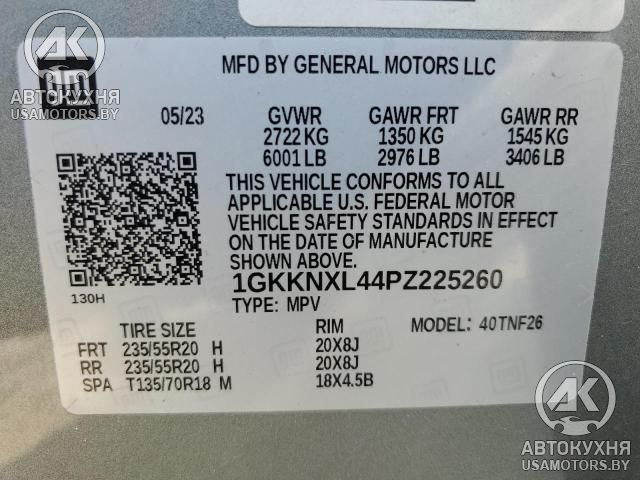 AK
АВТОКУХНЯ
USAMOTORS.BY
GM
MFD BY GENERAL MOTORS LLC
05/23 GVWR GAWR FRT GAWR RR
2722 KG 1350 KG 1545 KG
6001 LB 2976 LB 3406 LB
THIS VEHICLE CONFORMS TO ALL
APPLICABLE U.S. FEDERAL MOTOR
VEHICLE SAFETY STANDARDS IN EFFECT
ON THE DATE OF MANUFACTURE
SHOWN ABOVE.
130H
1GKKNXL44PZ225260
TYPE: MPV
TIRE SIZE RIM MODEL: 40TNF26
FRT 235/55R20 H 20X8J
RR 235/55R20 H 20X8J
SPA T135/70R18 M 18X4.5B
AK
АВТОКУХНЯ
USAMOTORS.BY